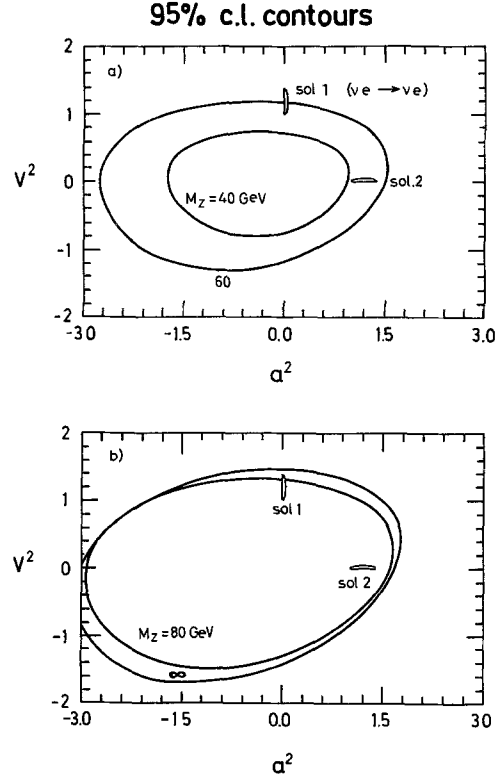 95% c.l. contours
a)
sol 1 (νe → νe)
sol.2
M_Z = 40 GeV
60
V²
2
1
0
-1
-2
-3.0
-1.5
0.0
1.5
3.0
a²
b)
sol 1
sol 2
M_Z = 80 GeV
∞
V²
2
1
0
-1
-2
-3.0
-1.5
0.0
1.5
3.0
a²